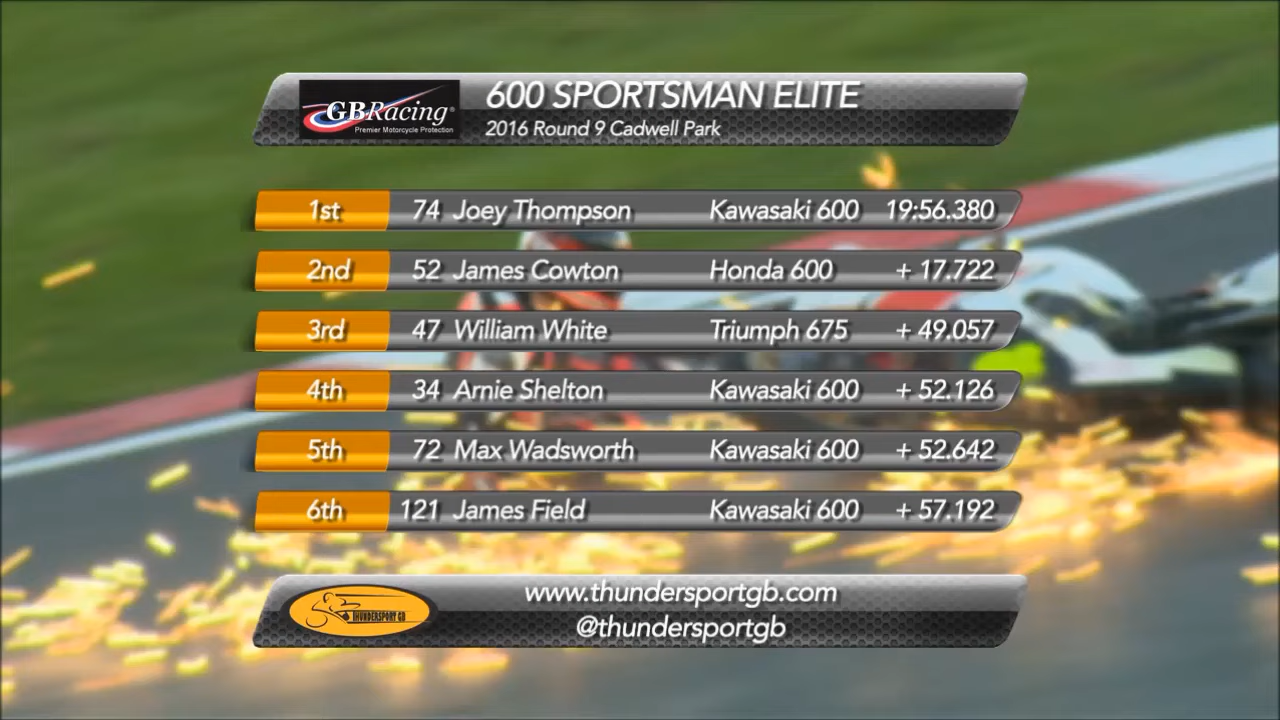 GBRacing®
Premier Motorcycle Protection
600 SPORTSMAN ELITE
2016 Round 9 Cadwell Park
1st 74 Joey Thompson Kawasaki 600 19:56.380
2nd 52 James Cowton Honda 600 + 17.722
3rd 47 William White Triumph 675 + 49.057
4th 34 Arnie Shelton Kawasaki 600 + 52.126
5th 72 Max Wadsworth Kawasaki 600 + 52.642
6th 121 James Field Kawasaki 600 + 57.192
THUNDERSPORT GB
www.thundersportgb.com
@thundersportgb